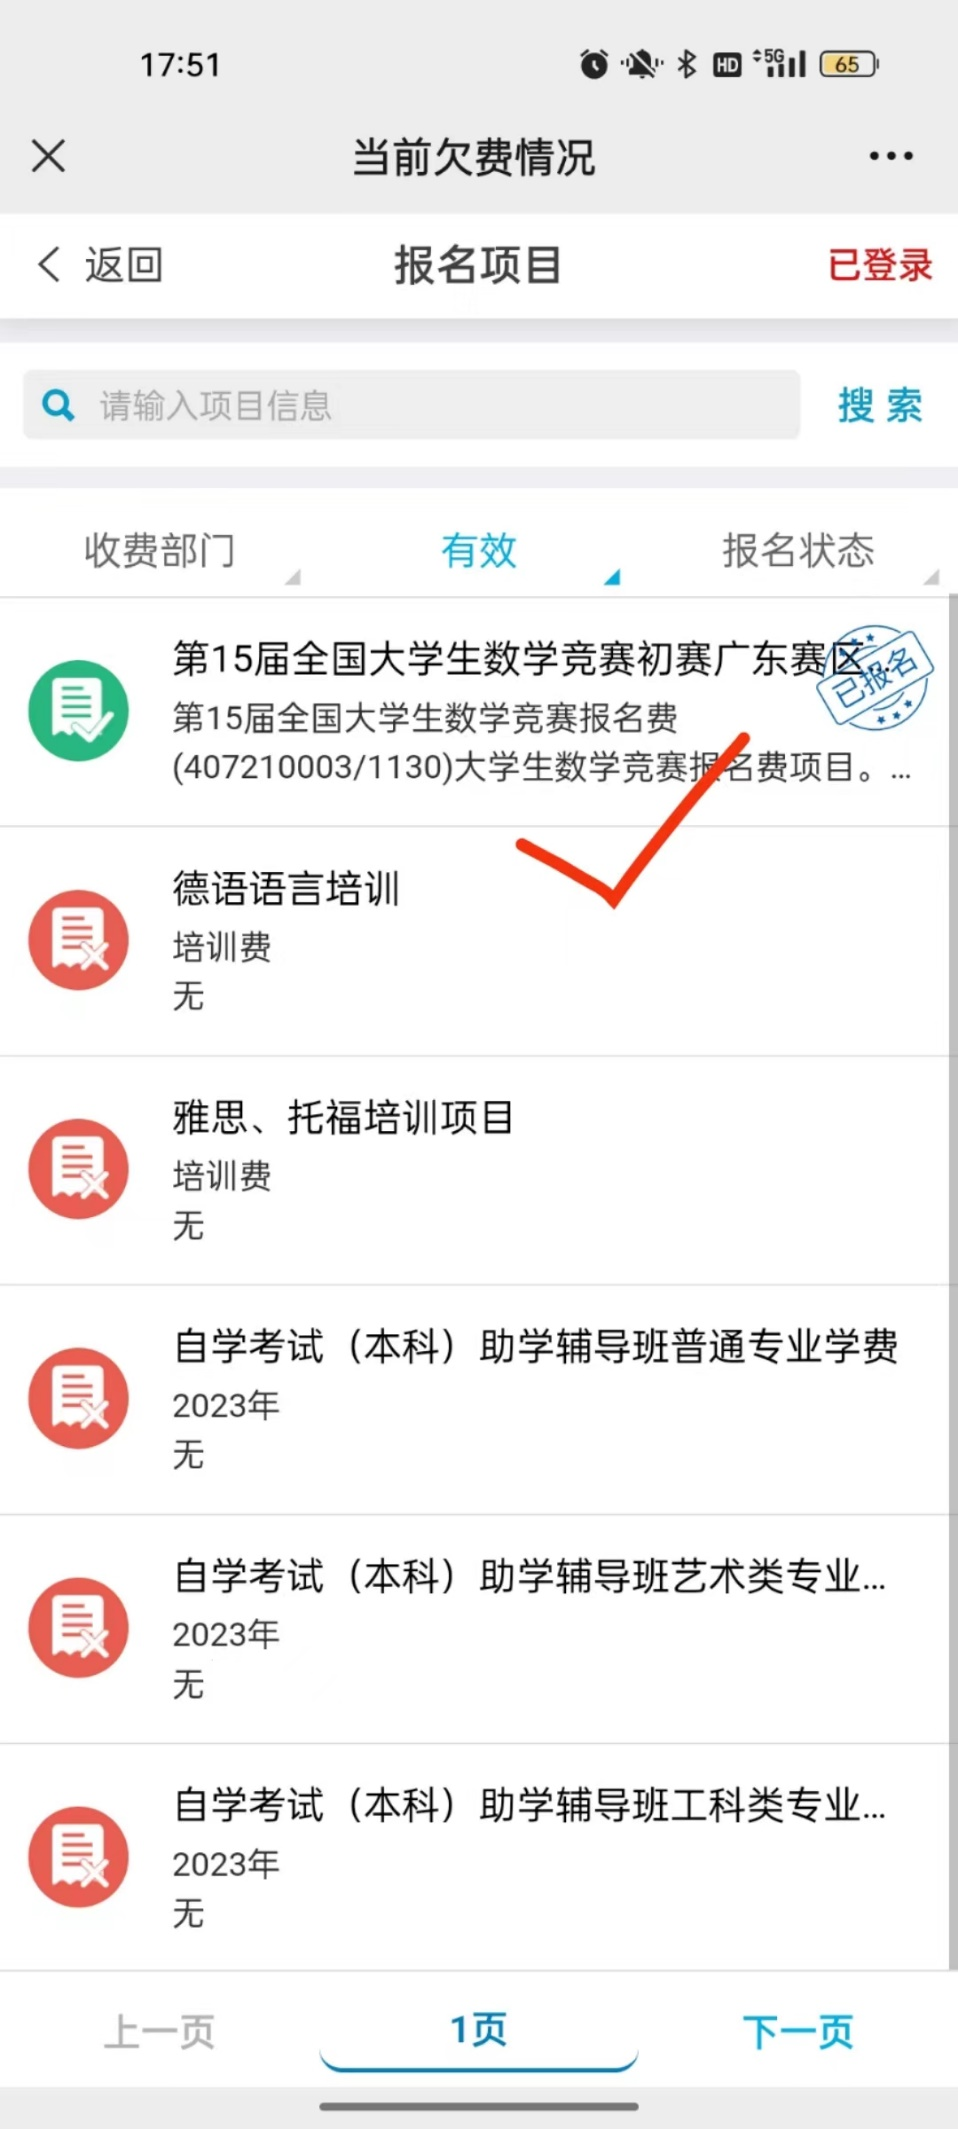 17:51
HD 5G 65
当前欠费情况
返回 报名项目 已登录
请输入项目信息 搜索
收费部门 有效 报名状态
第15届全国大学生数学竞赛初赛广东赛区...
已报名
第15届全国大学生数学竞赛报名费
(407210003/1130)大学生数学竞赛报名费项目。...
德语语言培训
培训费
无
雅思、托福培训项目
培训费
无
自学考试（本科）助学辅导班普通专业学费
2023年
无
自学考试（本科）助学辅导班艺术类专业...
2023年
无
自学考试（本科）助学辅导班工科类专业...
2023年
无
上一页 1页 下一页